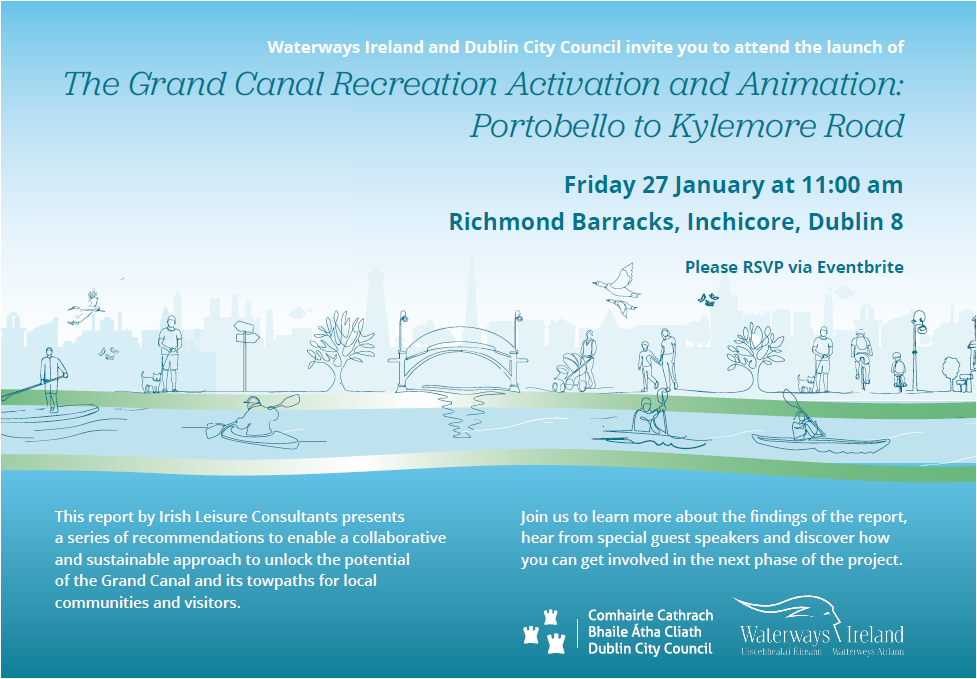 Waterways Ireland and Dublin City Council invite you to attend the launch of
The Grand Canal Recreation Activation and Animation:
Portobello to Kylemore Road
Friday 27 January at 11:00 am
Richmond Barracks, Inchicore, Dublin 8
Please RSVP via Eventbrite
This report by Irish Leisure Consultants presents
a series of recommendations to enable a collaborative
and sustainable approach to unlock the potential
of the Grand Canal and its towpaths for local
communities and visitors.
Join us to learn more about the findings of the report,
hear from special guest speakers and discover how
you can get involved in the next phase of the project.
Comhairle Cathrach
Bhaile Átha Cliath
Dublin City Council
Waterways Ireland
Uiscebhealaí Éireann Watterweys Airlann